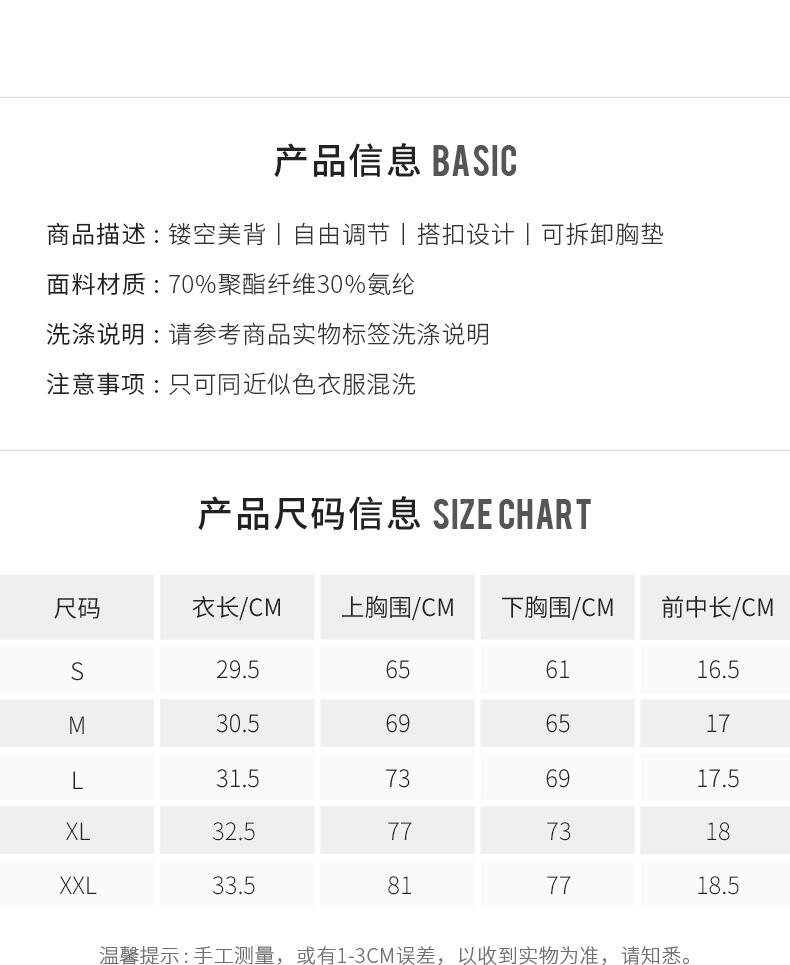 产品信息 BASIC
商品描述：镂空美背丨自由调节丨搭扣设计丨可拆卸胸垫
面料材质：70%聚酯纤维30%氨纶
洗涤说明：请参考商品实物标签洗涤说明
注意事项：只可同近似色衣服混洗
产品尺码信息 SIZE CHART
尺码 衣长/CM 上胸围/CM 下胸围/CM 前中长/CM
S 29.5 65 61 16.5
M 30.5 69 65 17
L 31.5 73 69 17.5
XL 32.5 77 73 18
XXL 33.5 81 77 18.5
温馨提示：手工测量，或有1-3CM误差，以收到实物为准，请知悉。